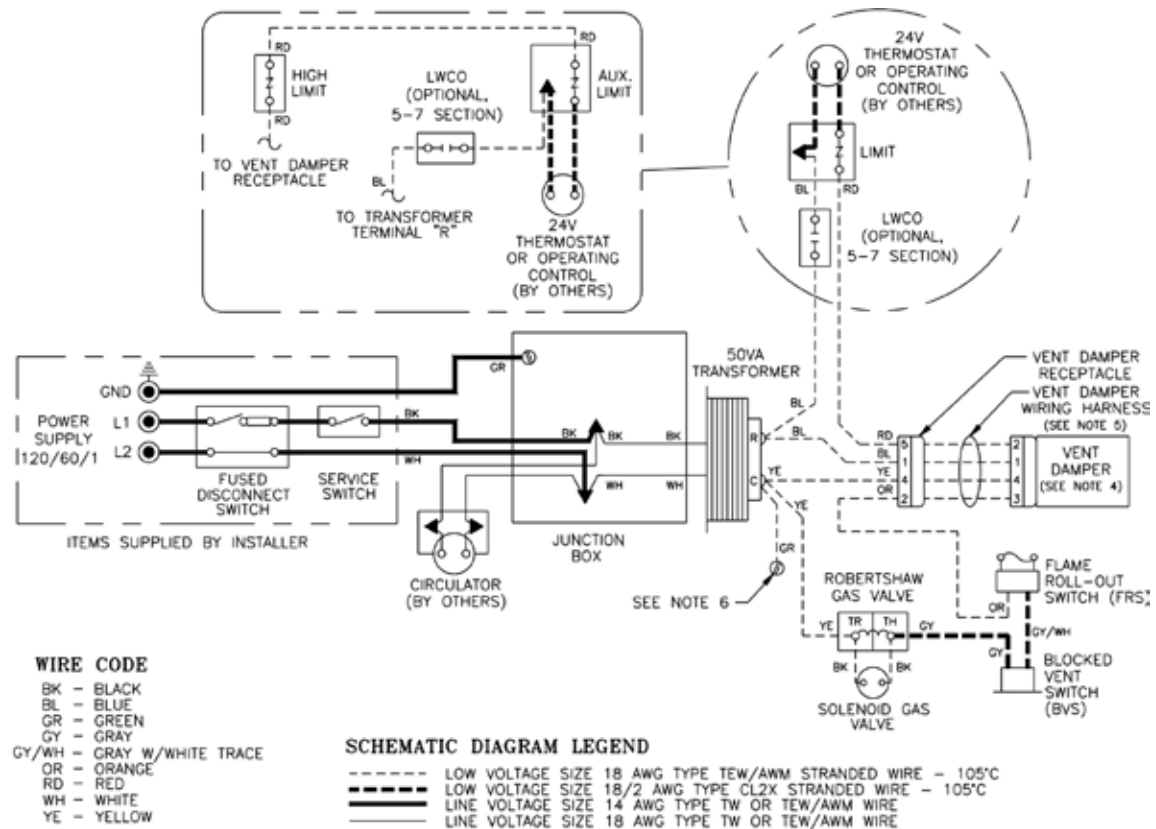 RD
HIGH
LIMIT
RD
TO VENT DAMPER
RECEPTACLE
LWCO
(OPTIONAL,
5-7 SECTION)
BL
TO TRANSFORMER
TERMINAL "R"
RD
AUX.
LIMIT
24V
THERMOSTAT
OR OPERATING
CONTROL
(BY OTHERS)
24V
THERMOSTAT
OR OPERATING
CONTROL
(BY OTHERS)
LIMIT
BL
RD
LWCO
(OPTIONAL,
5-7 SECTION)
GND
POWER
SUPPLY
120/60/1
L1
L2
FUSED
DISCONNECT
SWITCH
SERVICE
SWITCH
ITEMS SUPPLIED BY INSTALLER
BK
WH
GR
BK
BK
BK
WH
WH
JUNCTION
BOX
CIRCULATOR
(BY OTHERS)
50VA
TRANSFORMER
R
C
BL
BL
YE
YE
GR
SEE NOTE 6
RD
BL
YE
OR
5
1
4
2
2
1
4
3
VENT DAMPER
RECEPTACLE
VENT DAMPER
WIRING HARNESS
(SEE NOTE 5)
VENT
DAMPER
(SEE NOTE 4)
ROBERTSHAW
GAS VALVE
YE
TR
TH
GY
BK
BK
SOLENOID GAS
VALVE
FLAME
ROLL-OUT
SWITCH (FRS)
OR
GY/WH
GY
BLOCKED
VENT
SWITCH
(BVS)
WIRE CODE
BK - BLACK
BL - BLUE
GR - GREEN
GY - GRAY
GY/WH - GRAY W/WHITE TRACE
OR - ORANGE
RD - RED
WH - WHITE
YE - YELLOW
SCHEMATIC DIAGRAM LEGEND
LOW VOLTAGE SIZE 18 AWG TYPE TEW/AWM STRANDED WIRE - 105°C
LOW VOLTAGE SIZE 18/2 AWG TYPE CL2X STRANDED WIRE - 105°C
LINE VOLTAGE SIZE 14 AWG TYPE TW OR TEW/AWM WIRE
LINE VOLTAGE SIZE 18 AWG TYPE TW OR TEW/AWM WIRE